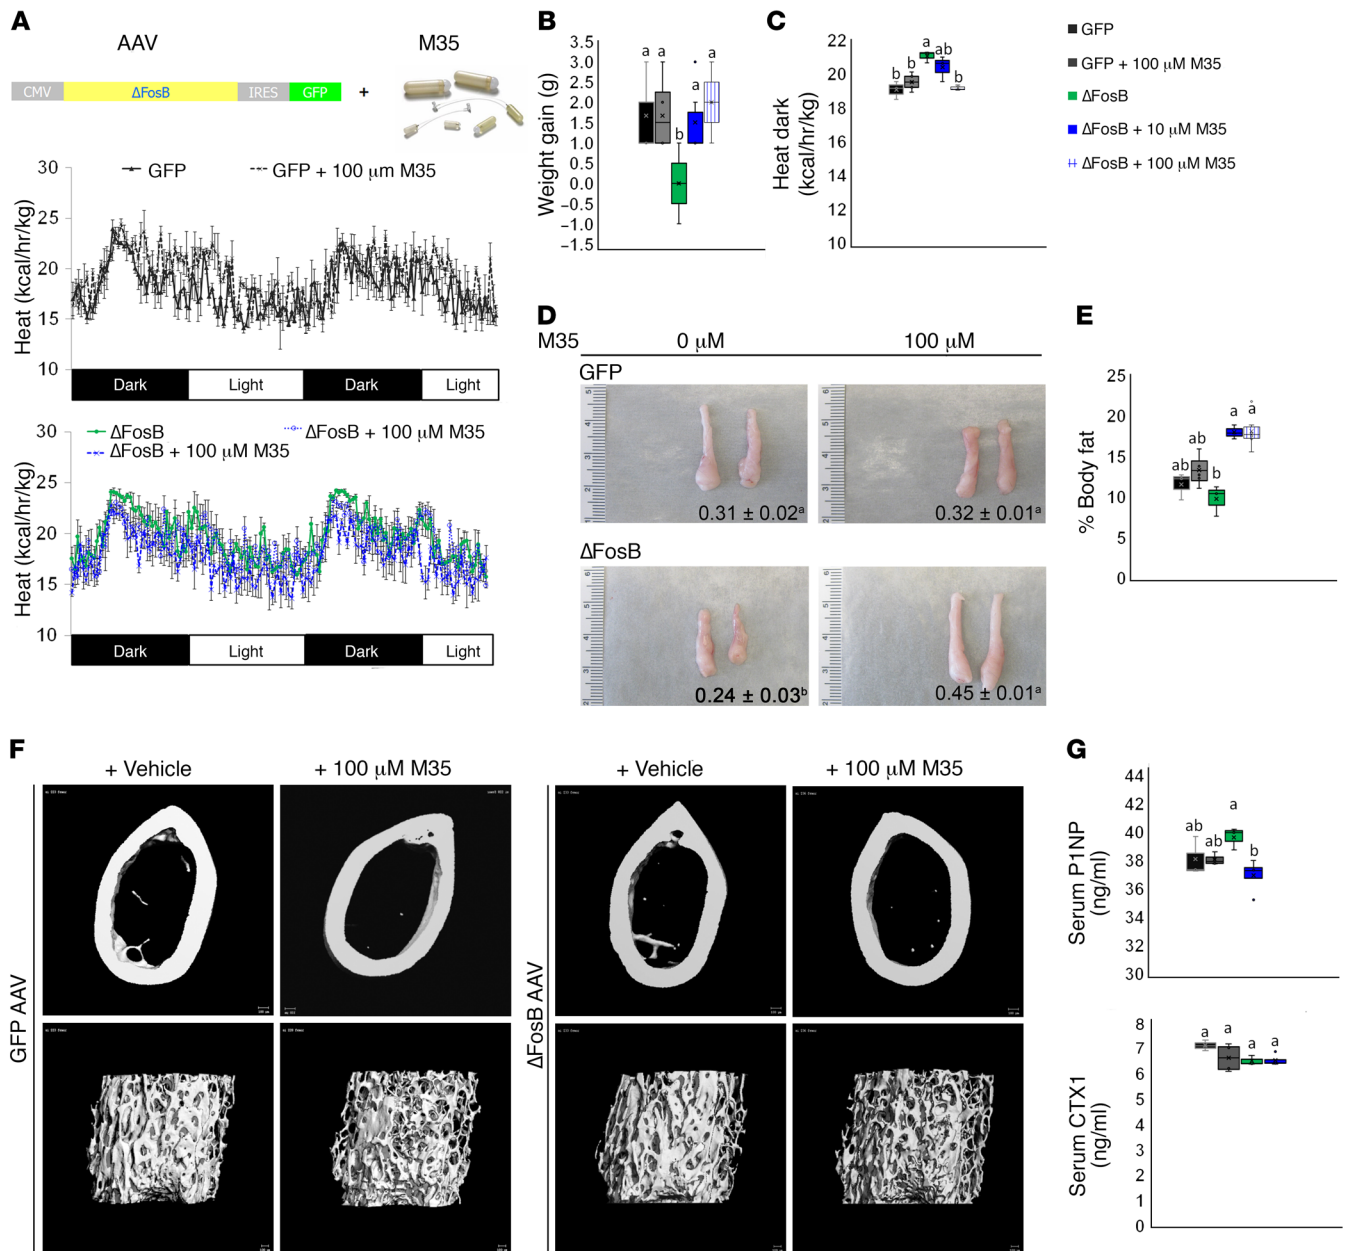 A
AAV
M35
CMV
ΔFosB
IRES
GFP
+
GFP
GFP + 100 μm M35
Heat (kcal/hr/kg)
30
25
20
15
10
Dark
Light
Dark
Light
ΔFosB
ΔFosB + 100 μM M35
ΔFosB + 100 μM M35
Heat (kcal/hr/kg)
30
25
20
15
10
Dark
Light
Dark
Light
B
Weight gain (g)
3.5
3.0
2.5
2.0
1.5
1.0
0.5
0.0
−0.5
−1.0
−1.5
a
a
b
a
a
C
Heat dark
(kcal/hr/kg)
22
20
18
16
14
12
10
b
b
a
ab
b
GFP
GFP + 100 μM M35
ΔFosB
ΔFosB + 10 μM M35
ΔFosB + 100 μM M35
D
M35
0 μM
100 μM
GFP
0.31 ± 0.02ᵃ
0.32 ± 0.01ᵃ
ΔFosB
0.24 ± 0.03ᵇ
0.45 ± 0.01ᵃ
E
% Body fat
25
20
15
10
5
0
ab
ab
b
a
a
F
+ Vehicle
+ 100 μM M35
+ Vehicle
+ 100 μM M35
GFP AAV
ΔFosB AAV
G
Serum P1NP
(ng/ml)
44
42
40
38
36
34
32
30
ab
ab
a
b
Serum CTX1
(ng/ml)
8
7
6
5
4
3
2
1
0
a
a
a
a